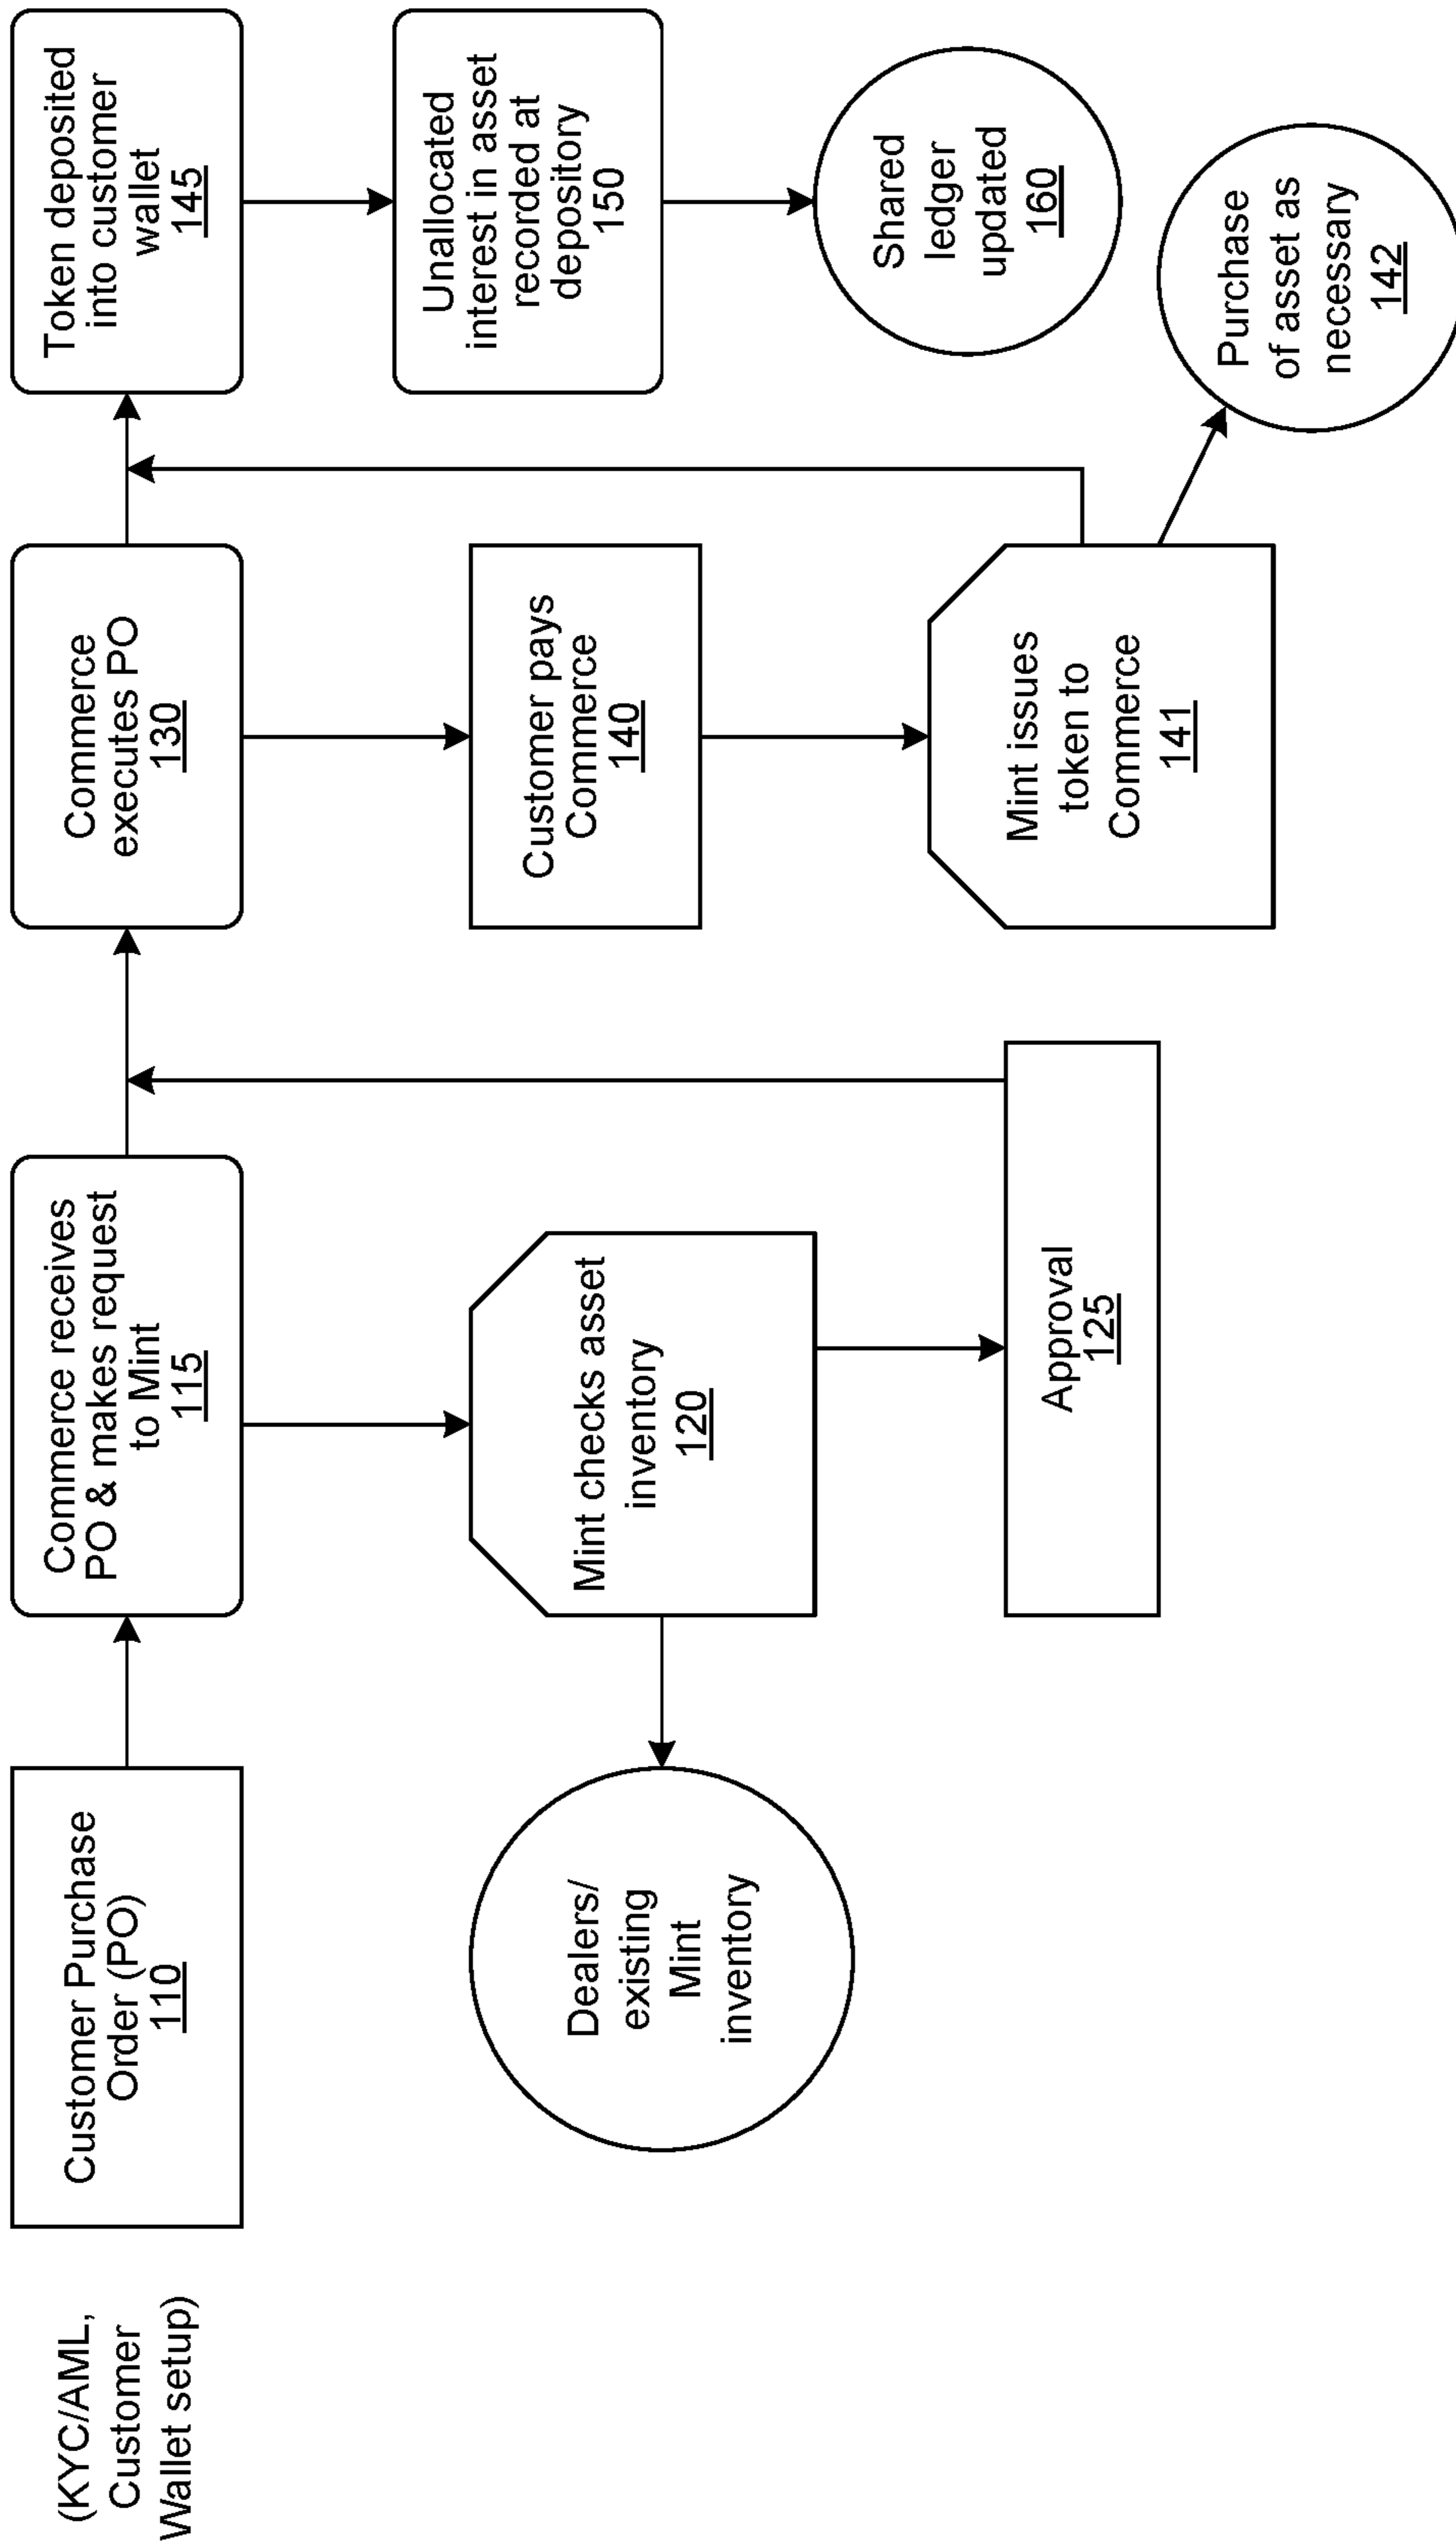 (KYC/AML,
Customer
Wallet setup)
Customer Purchase
Order (PO)
110
Commerce receives
PO & makes request
to Mint
115
Commerce
executes PO
130
Token deposited
into customer
wallet
145
Dealers/
existing
Mint
inventory
Mint checks asset
inventory
120
Customer pays
Commerce
140
Unallocated
interest in asset
recorded at
depository
150
Approval
125
Mint issues
token to
Commerce
141
Shared
ledger
updated
160
Purchase
of asset as
necessary
142